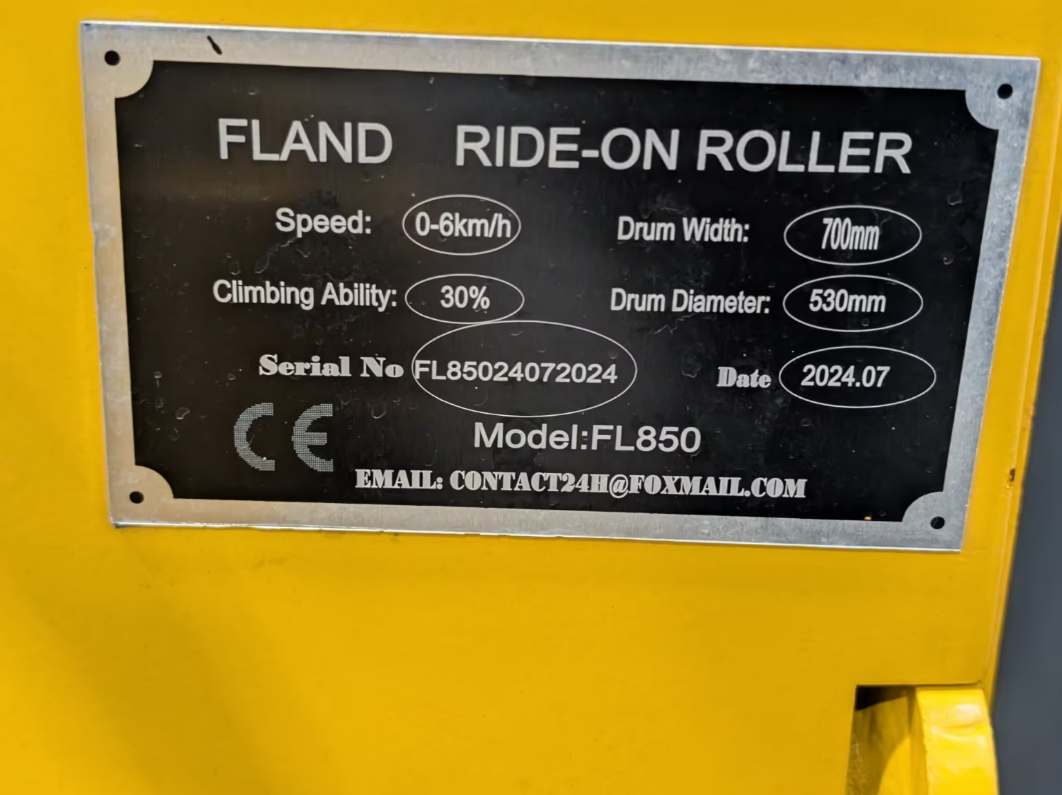 FLAND RIDE-ON ROLLER
Speed: 0-6km/h Drum Width: 700mm
Climbing Ability: 30% Drum Diameter: 530mm
Serial No FL85024072024 Date 2024.07
CE Model:FL850
EMAIL: CONTACT24H@FOXMAIL.COM